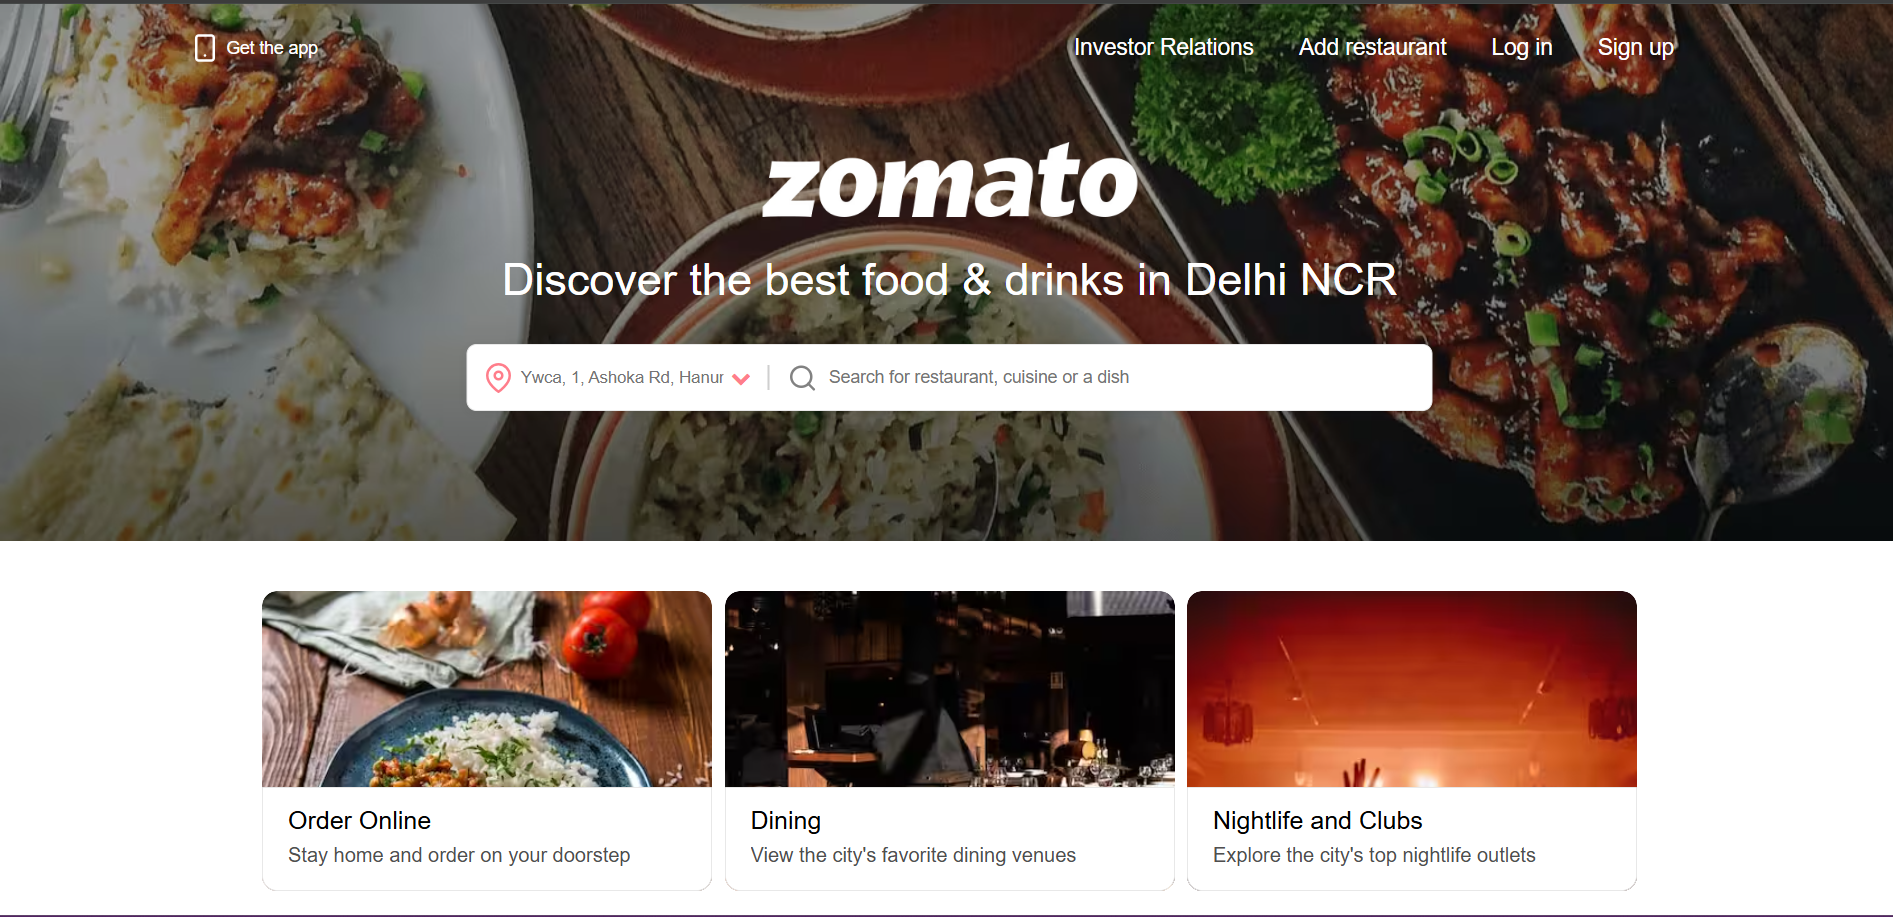 Get the app
Investor Relations
Add restaurant
Log in
Sign up
zomato
Discover the best food & drinks in Delhi NCR
Ywca, 1, Ashoka Rd, Hanur
Search for restaurant, cuisine or a dish
Order Online
Stay home and order on your doorstep
Dining
View the city's favorite dining venues
Nightlife and Clubs
Explore the city's top nightlife outlets